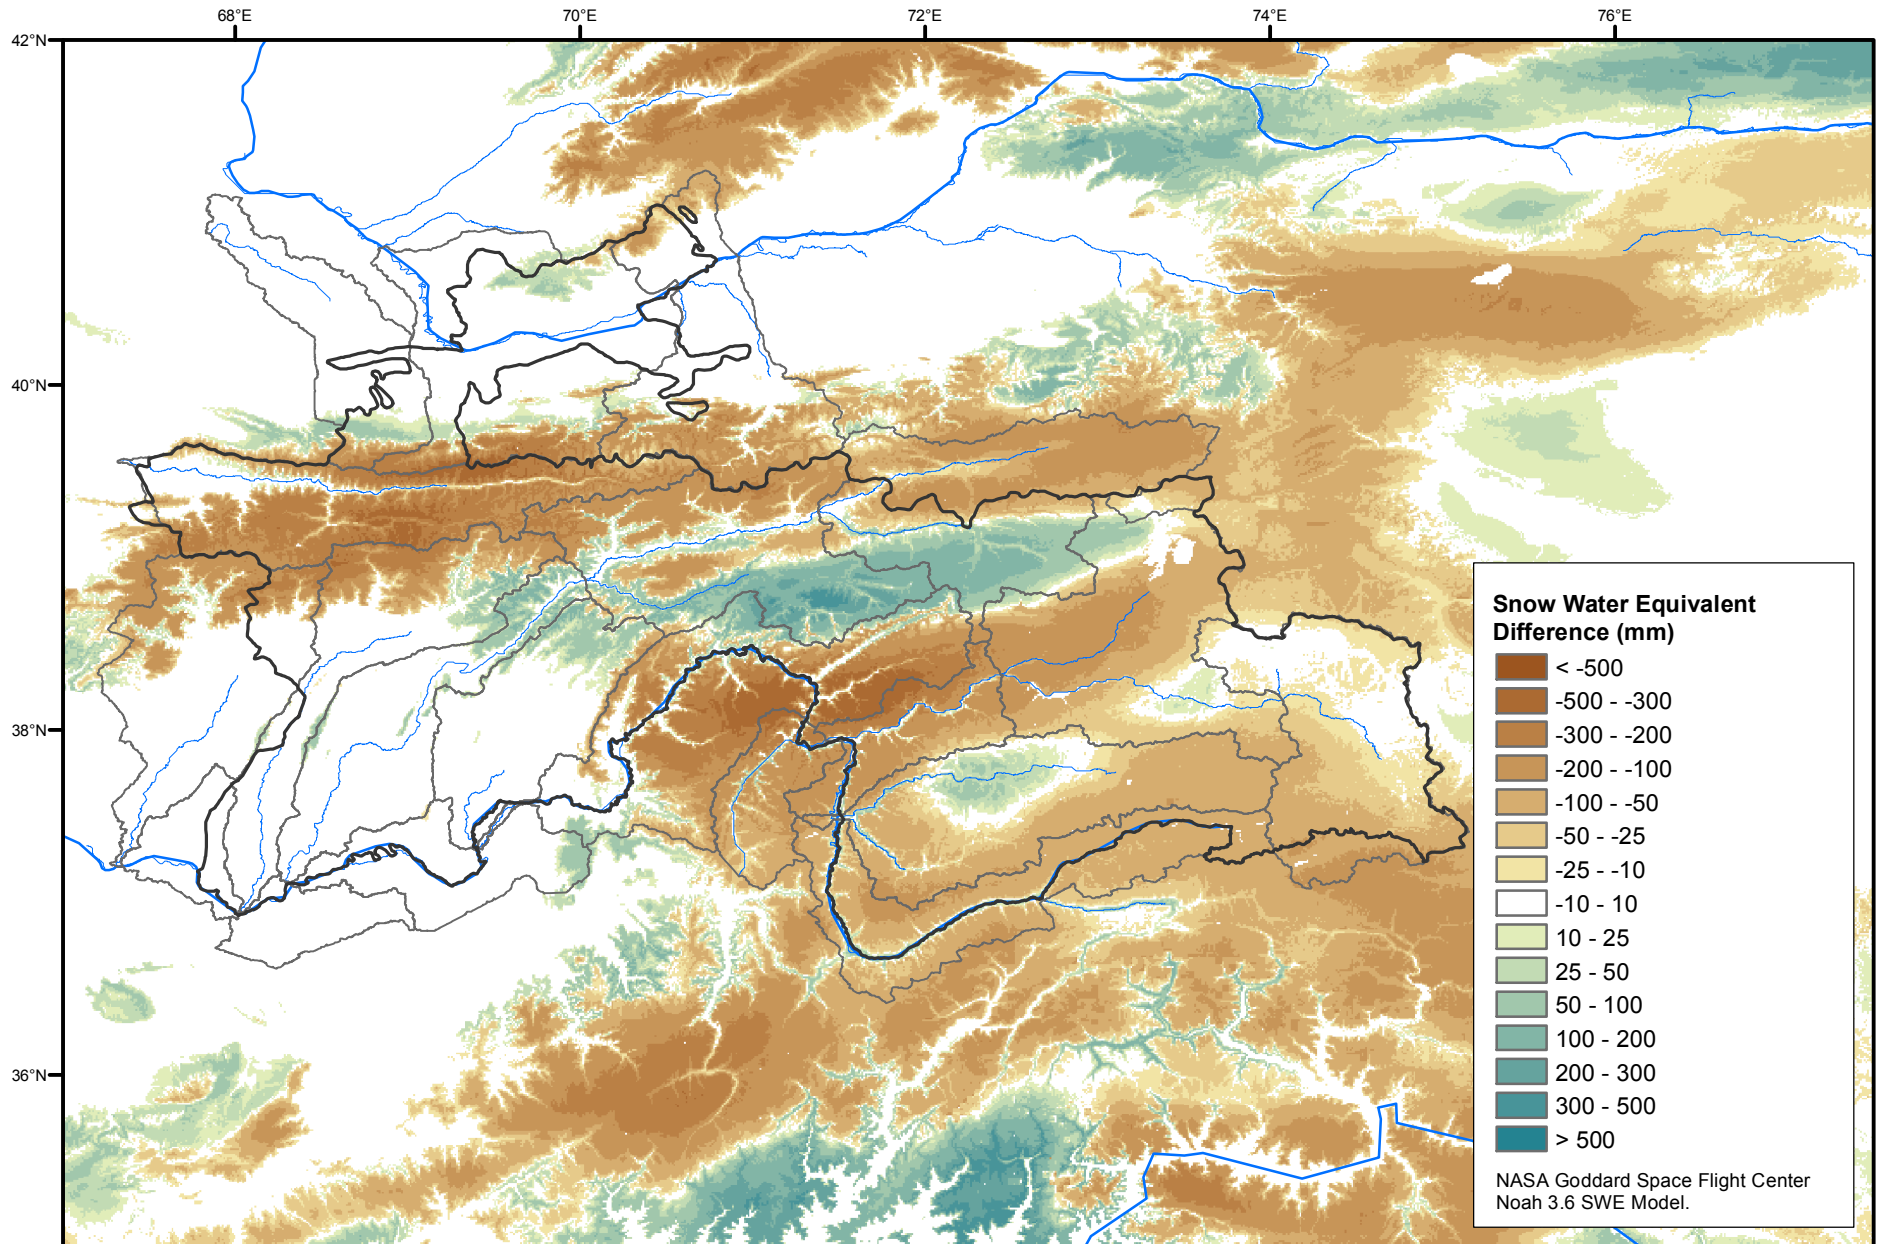 68°E 70°E 72°E 74°E 76°E
42°N
40°N
38°N
36°N
Snow Water Equivalent
Difference (mm)
< -500
-500 - -300
-300 - -200
-200 - -100
-100 - -50
-50 - -25
-25 - -10
-10 - 10
10 - 25
25 - 50
50 - 100
100 - 200
200 - 300
300 - 500
> 500
NASA Goddard Space Flight Center
Noah 3.6 SWE Model.